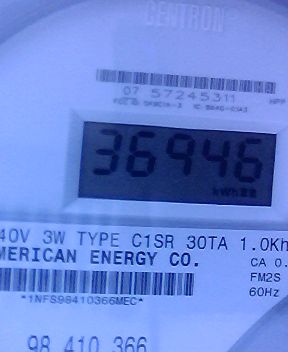 CENTRON
07 57245311
HPP
36946
kWh
40V 3W TYPE C1SR 30TA 1.0Kh
MERICAN ENERGY CO.
CA 0.
FM2S
60Hz
*1NFS98410366MEC*
98 410 366